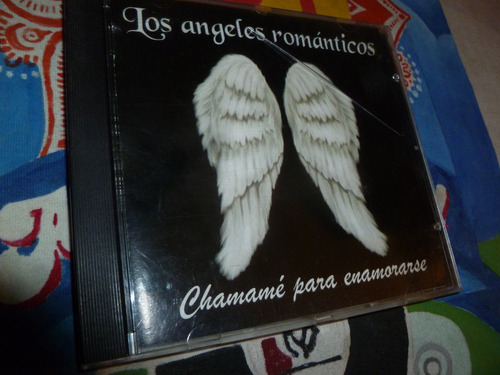 Los angeles románticos
Chamamé para enamorarse